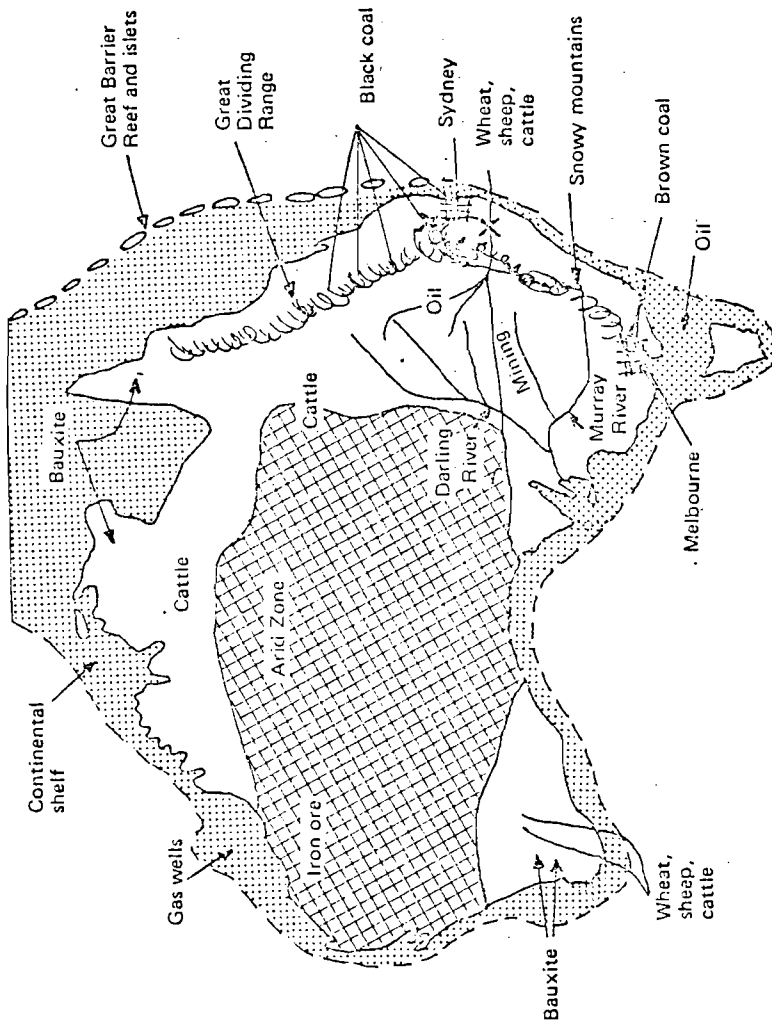 Great Barrier
Reef and islets
Great
Dividing
Range
Black coal
Sydney
Wheat,
sheep,
cattle
Snowy mountains
Brown coal
Oil
Bauxite
Continental
shelf
Cattle
Cattle
Oil
Mining
Darling
River
Murray
River
Melbourne
Arid Zone
Iron ore
Gas wells
Bauxite
Wheat,
sheep,
cattle